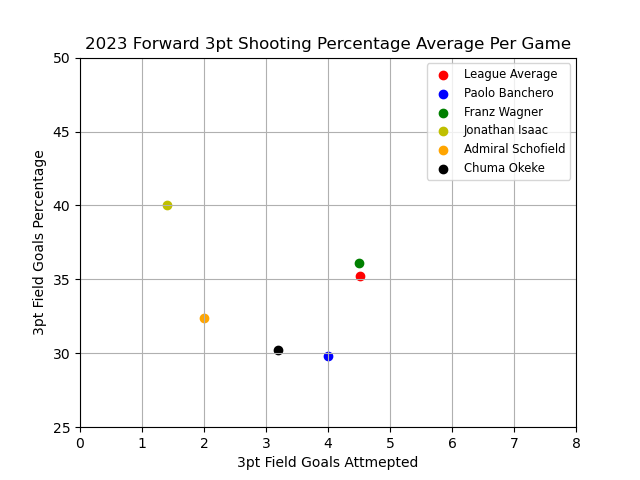 2023 Forward 3pt Shooting Percentage Average Per Game
League Average
Paolo Banchero
Franz Wagner
Jonathan Isaac
Admiral Schofield
Chuma Okeke
50
45
40
35
30
25
3pt Field Goals Percentage
0 1 2 3 4 5 6 7 8
3pt Field Goals Attmepted